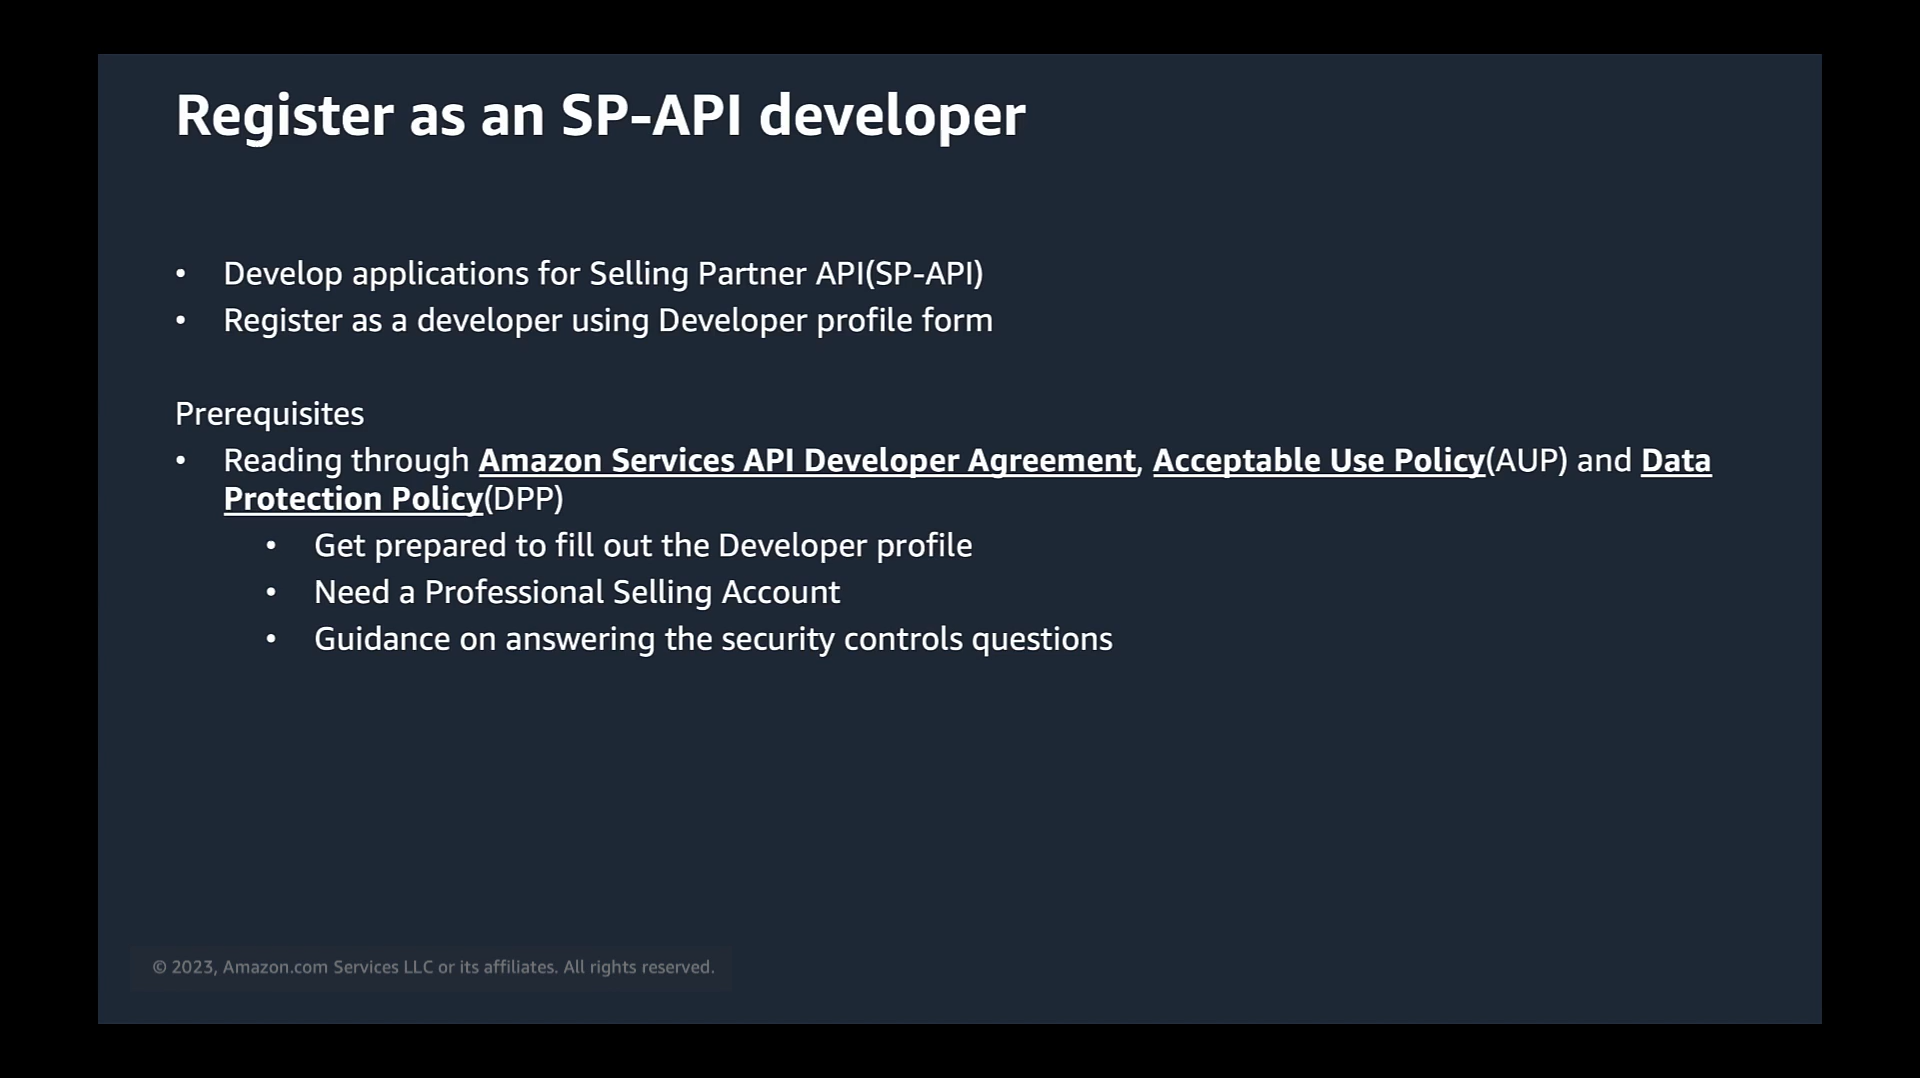 Register as an SP-API developer
• Develop applications for Selling Partner API(SP-API)
• Register as a developer using Developer profile form
Prerequisites
• Reading through Amazon Services API Developer Agreement, Acceptable Use Policy(AUP) and Data
Protection Policy(DPP)
• Get prepared to fill out the Developer profile
• Need a Professional Selling Account
• Guidance on answering the security controls questions
© 2023, Amazon.com Services LLC or its affiliates. All rights reserved.